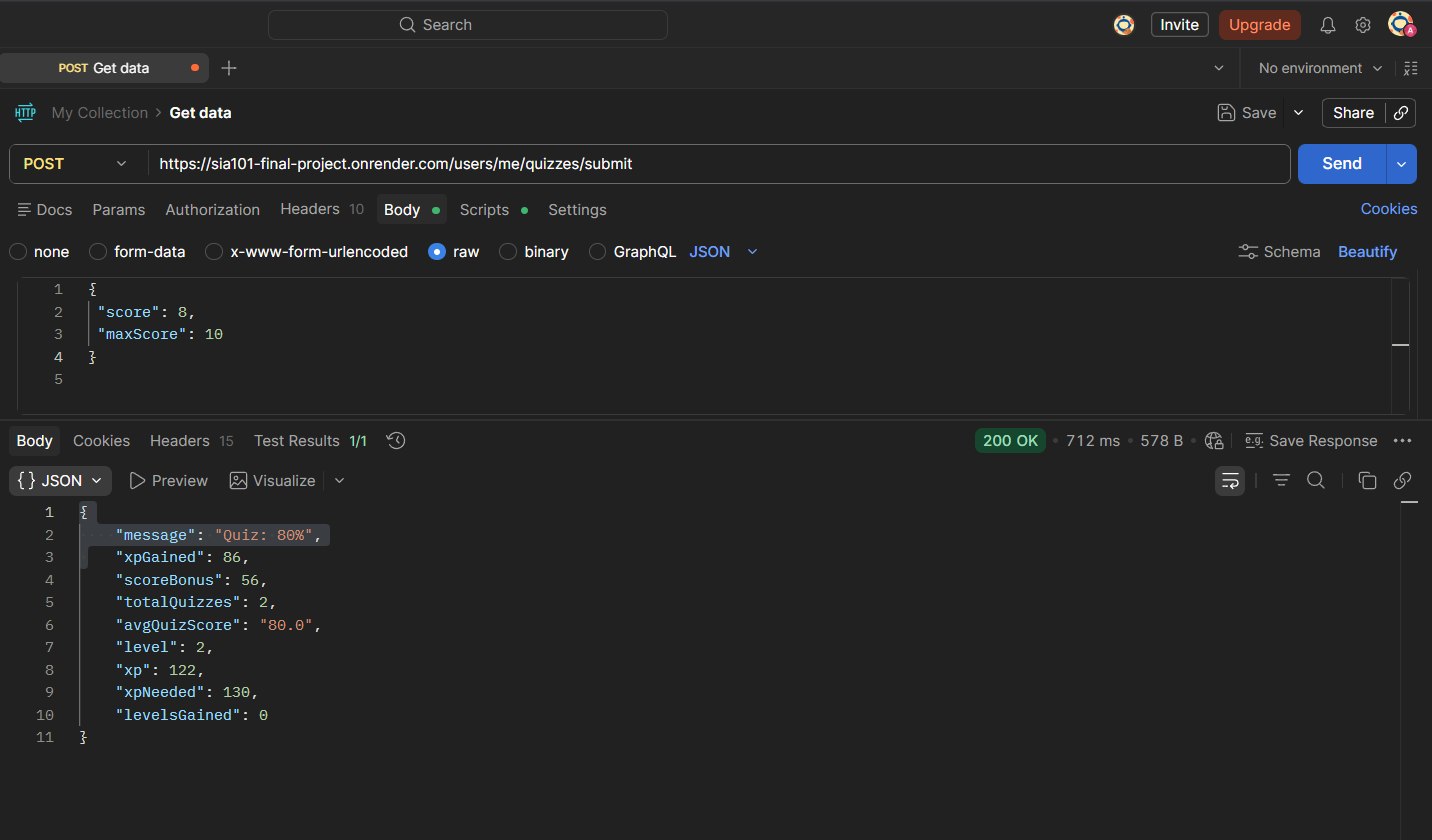 Search
Invite
Upgrade
A
POST Get data
No environment
HTTP
My Collection > Get data
Save
Share
POST
https://sia101-final-project.onrender.com/users/me/quizzes/submit
Send
Docs
Params
Authorization
Headers 10
Body
Scripts
Settings
Cookies
none
form-data
x-www-form-urlencoded
raw
binary
GraphQL
JSON
Schema
Beautify
1 {
2 "score": 8,
3 "maxScore": 10
4 }
5
Body
Cookies
Headers 15
Test Results 1/1
200 OK • 712 ms • 578 B •
e.g. Save Response
{} JSON
Preview
Visualize
1 {
2 "message": "Quiz: 80%",
3 "xpGained": 86,
4 "scoreBonus": 56,
5 "totalQuizzes": 2,
6 "avgQuizScore": "80.0",
7 "level": 2,
8 "xp": 122,
9 "xpNeeded": 130,
10 "levelsGained": 0
11 }